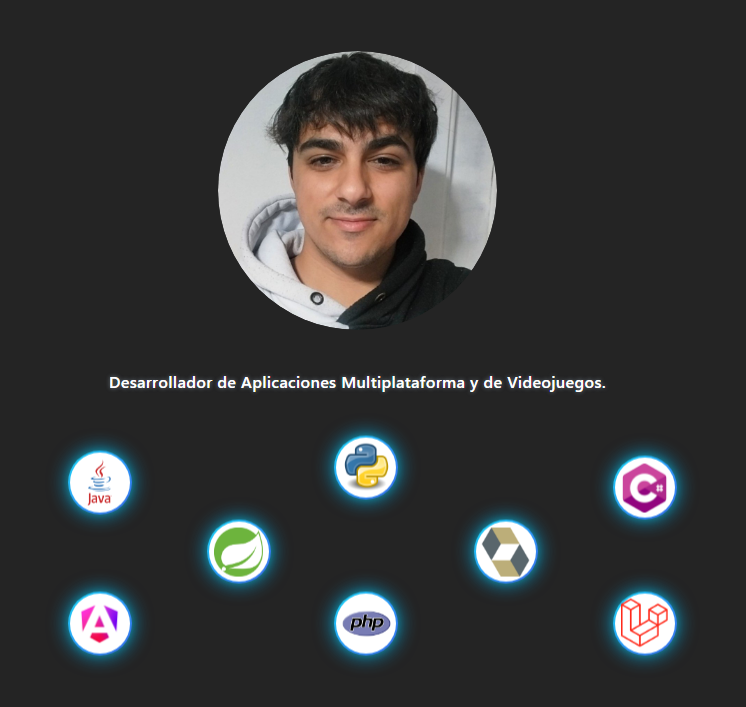 Desarrollador de Aplicaciones Multiplataforma y de Videojuegos.
Java
C#
php